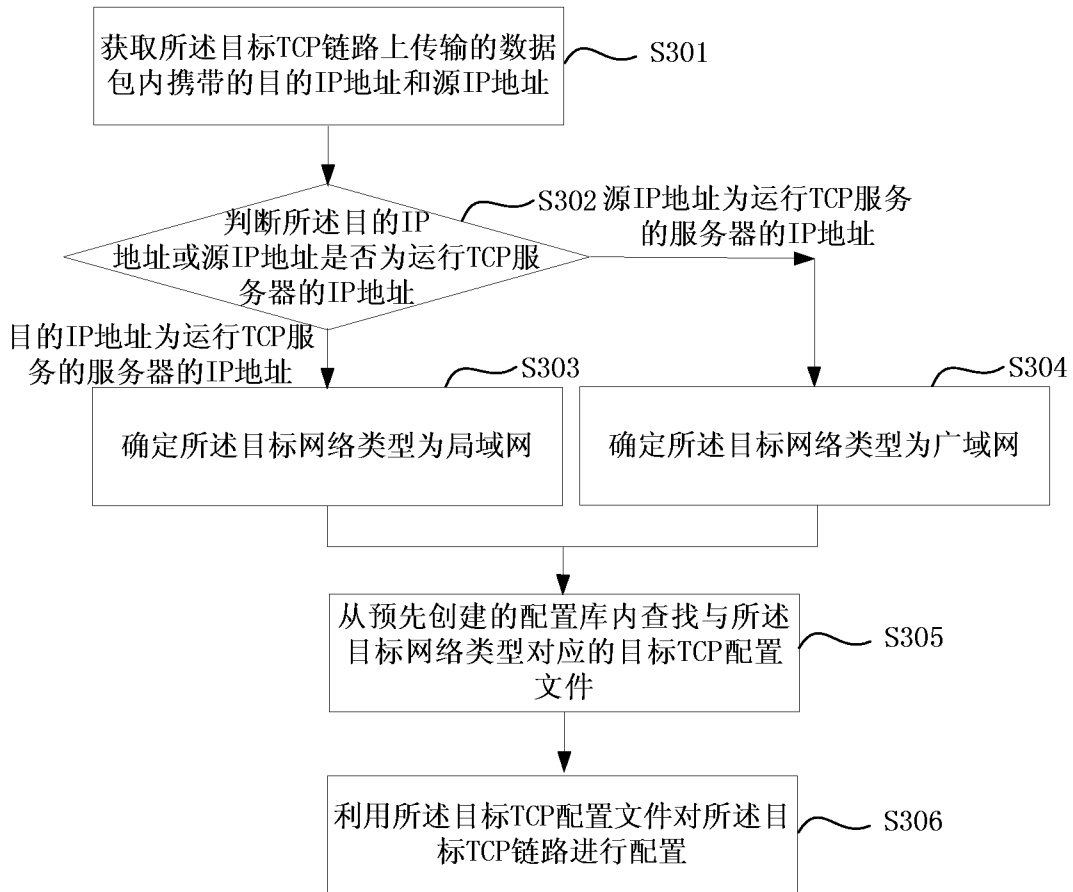 获取所述目标TCP链路上传输的数据
包内携带的目的IP地址和源IP地址
S301
判断所述目的IP
地址或源IP地址是否为运行TCP服
务器的IP地址
S302
源IP地址为运行TCP服务
的服务器的IP地址
目的IP地址为运行TCP服
务的服务器的IP地址
S303
确定所述目标网络类型为局域网
S304
确定所述目标网络类型为广域网
从预先创建的配置库内查找与所述
目标网络类型对应的目标TCP配置
文件
S305
利用所述目标TCP配置文件对所述目
标TCP链路进行配置
S306